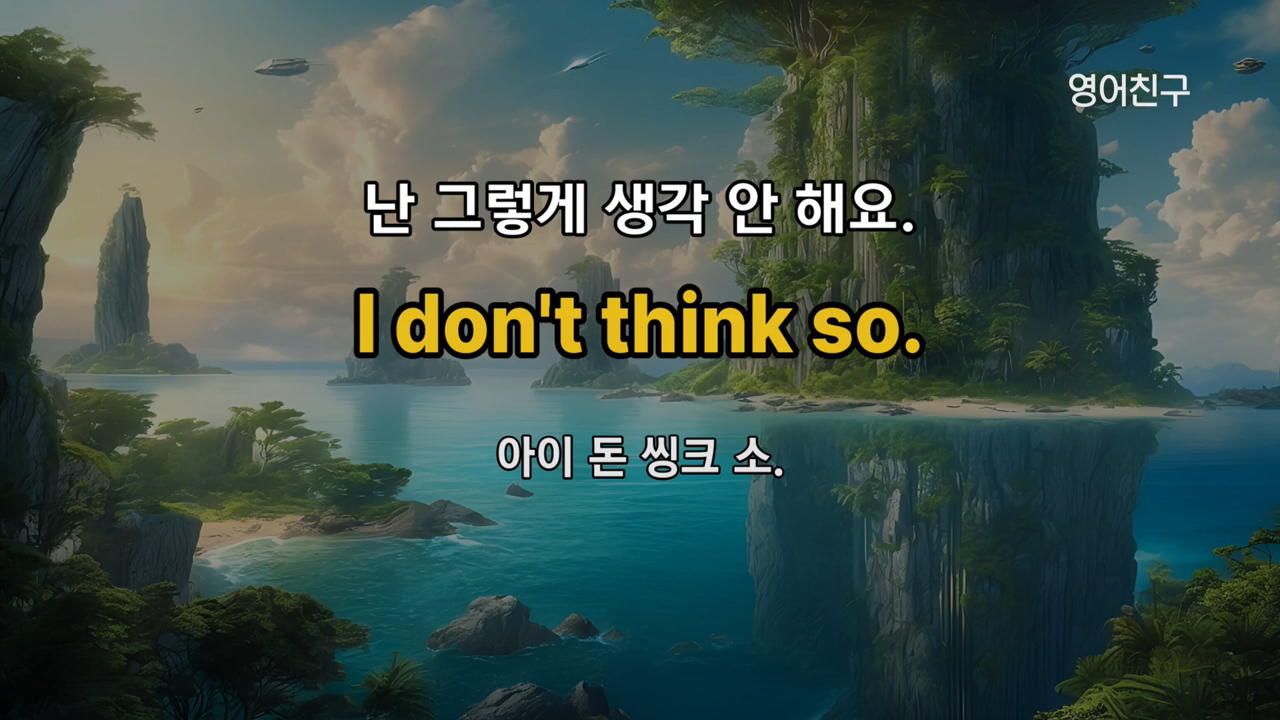 영어친구
난 그렇게 생각 안 해요.
I don't think so.
아이 돈 씽크 소.